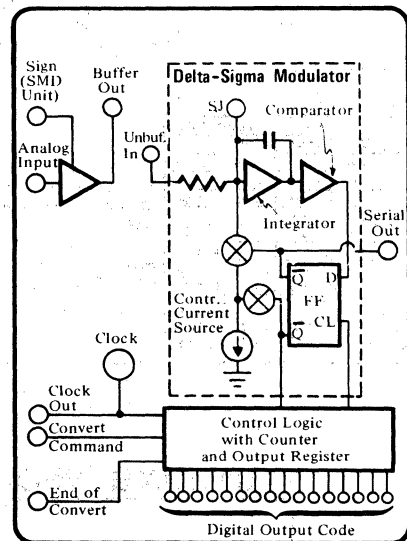 Sign
(SMD
Unit)
Buffer
Out
Delta-Sigma Modulator
SJ
Comparator
Unbuf.
In
Analog
Input
Integrator
Serial
Out
Q D
FF
CL
Q
Contr.
Current
Source
Clock
Clock
Out
Convert
Command
End of
Convert
Control Logic
with Counter
and Output Register
Digital Output Code